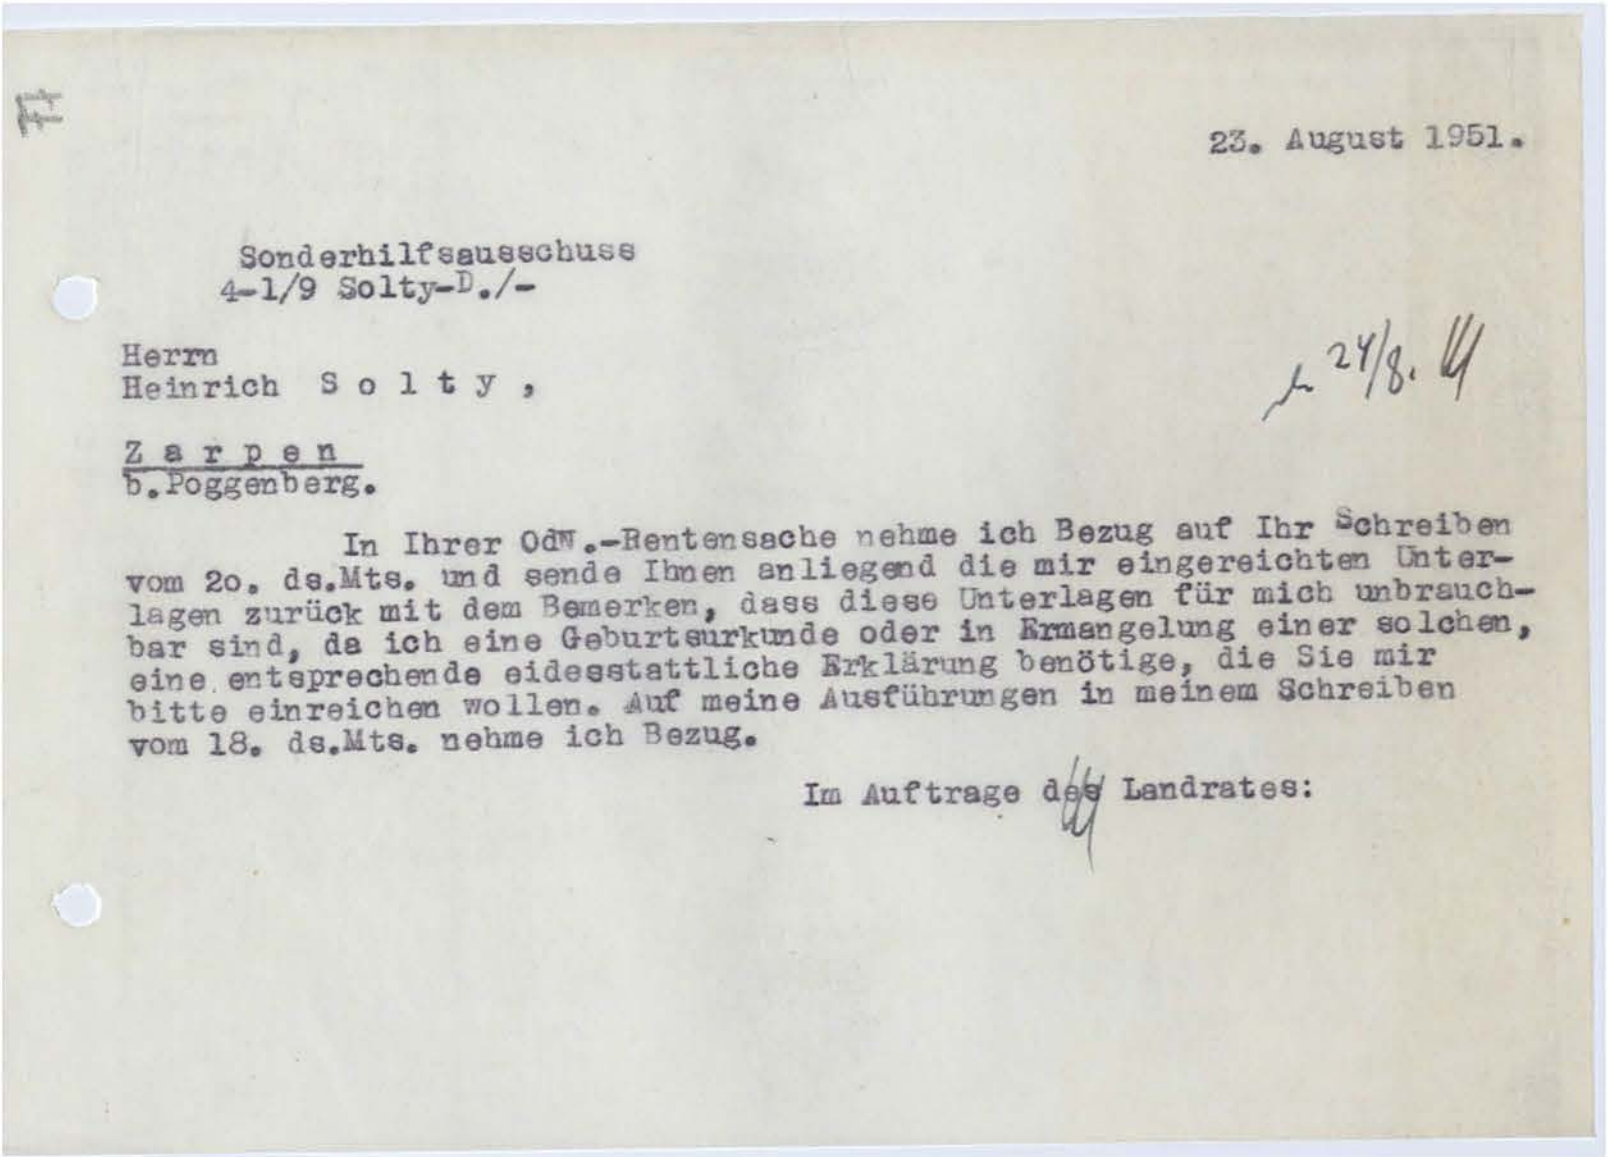 77
23. August 1951.
Sonderhilfsausschuss
4-1/9 Solty-D./-
Herrn
Heinrich S o l t y ,
24/8.
Z a r p e n
b.Poggenberg.
In Ihrer OdN.-Rentensache nehme ich Bezug auf Ihr Schreiben
vom 2o. ds.Mts. und sende Ihnen anliegend die mir eingereichten Unter-
lagen zurück mit dem Bemerken, dass diese Unterlagen für mich unbrauch-
bar sind, da ich eine Geburtsurkunde oder in Ermangelung einer solchen,
eine entsprechende eidesstattliche Erklärung benötige, die Sie mir
bitte einreichen wollen. Auf meine Ausführungen in meinem Schreiben
vom 18. ds.Mts. nehme ich Bezug.
Im Auftrage des Landrates: